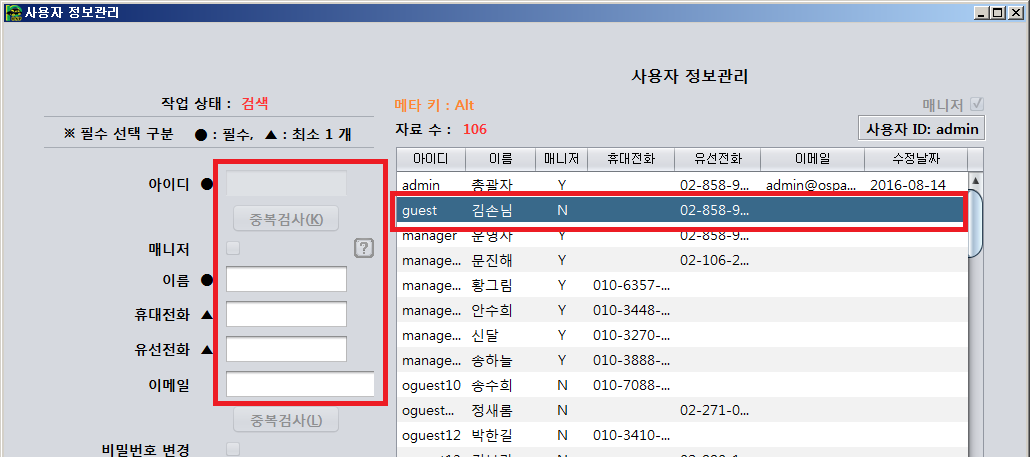 사용자 정보관리
사용자 정보관리
작업 상태 : 검색
메타 키 : Alt
매니저
※ 필수 선택 구분 ● : 필수, ▲ : 최소 1 개
자료 수 : 106
사용자 ID: admin
아이디 이름 매니저 휴대전화 유선전화 이메일 수정날짜
admin 총괄자 Y 02-858-9... admin@ospa... 2016-08-14
guest 김손님 N 02-858-9...
manager 운영자 Y 02-858-9...
manage... 문진해 Y 02-106-2...
manage... 황그림 Y 010-6357-...
manage... 안수희 Y 010-3448-...
manage... 신달 Y 010-3270-...
manage... 송하늘 Y 010-3888-...
oguest10 송수희 N 010-7088-...
oguest... 정새롬 N 02-271-0...
oguest12 박한길 N 010-3410-...
아이디 ●
중복검사(K)
매니저 ?
이름 ●
휴대전화 ▲
유선전화 ▲
이메일
중복검사(L)
비밀번호 변경